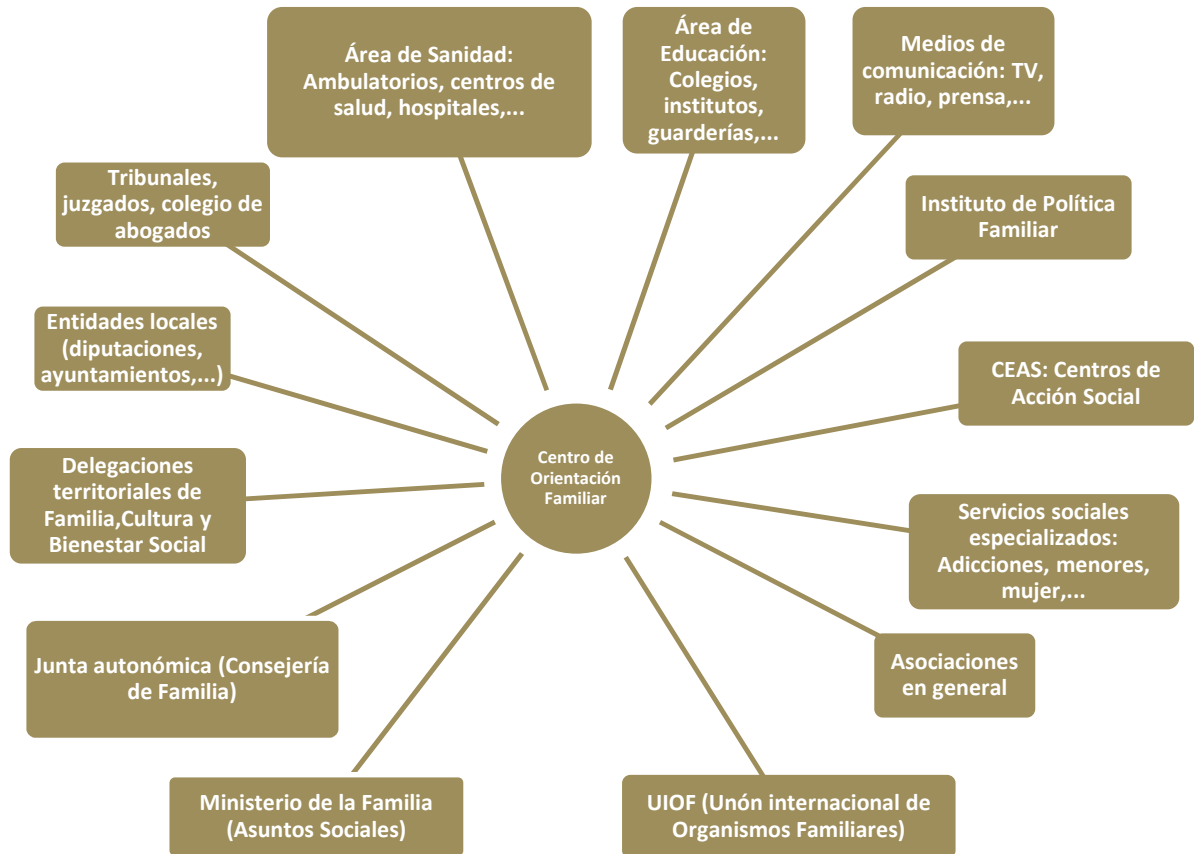 Área de Sanidad:
Ambulatorios, centros de
salud, hospitales,...
Área de
Educación:
Colegios,
institutos,
guarderías,...
Medios de
comunicación: TV,
radio, prensa,...
Tribunales,
juzgados, colegio de
abogados
Instituto de Política
Familiar
Entidades locales
(diputaciones,
ayuntamientos,...)
CEAS: Centros de
Acción Social
Centro de
Orientación
Familiar
Delegaciones
territoriales de
Familia,Cultura y
Bienestar Social
Servicios sociales
especializados:
Adicciones, menores,
mujer,...
Junta autonómica (Consejería
de Familia)
Asociaciones
en general
Ministerio de la Familia
(Asuntos Sociales)
UIOF (Unón internacional de
Organismos Familiares)